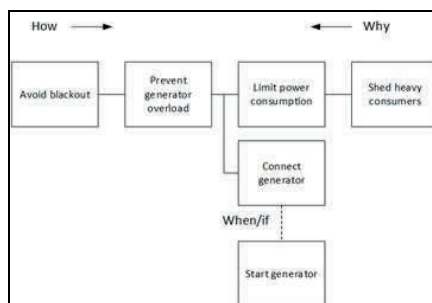 How
Why
Avoid blackout
Prevent
generator
overload
Limit power
consumption
Shed heavy
consumers
Connect
generator
When/if
Start generator